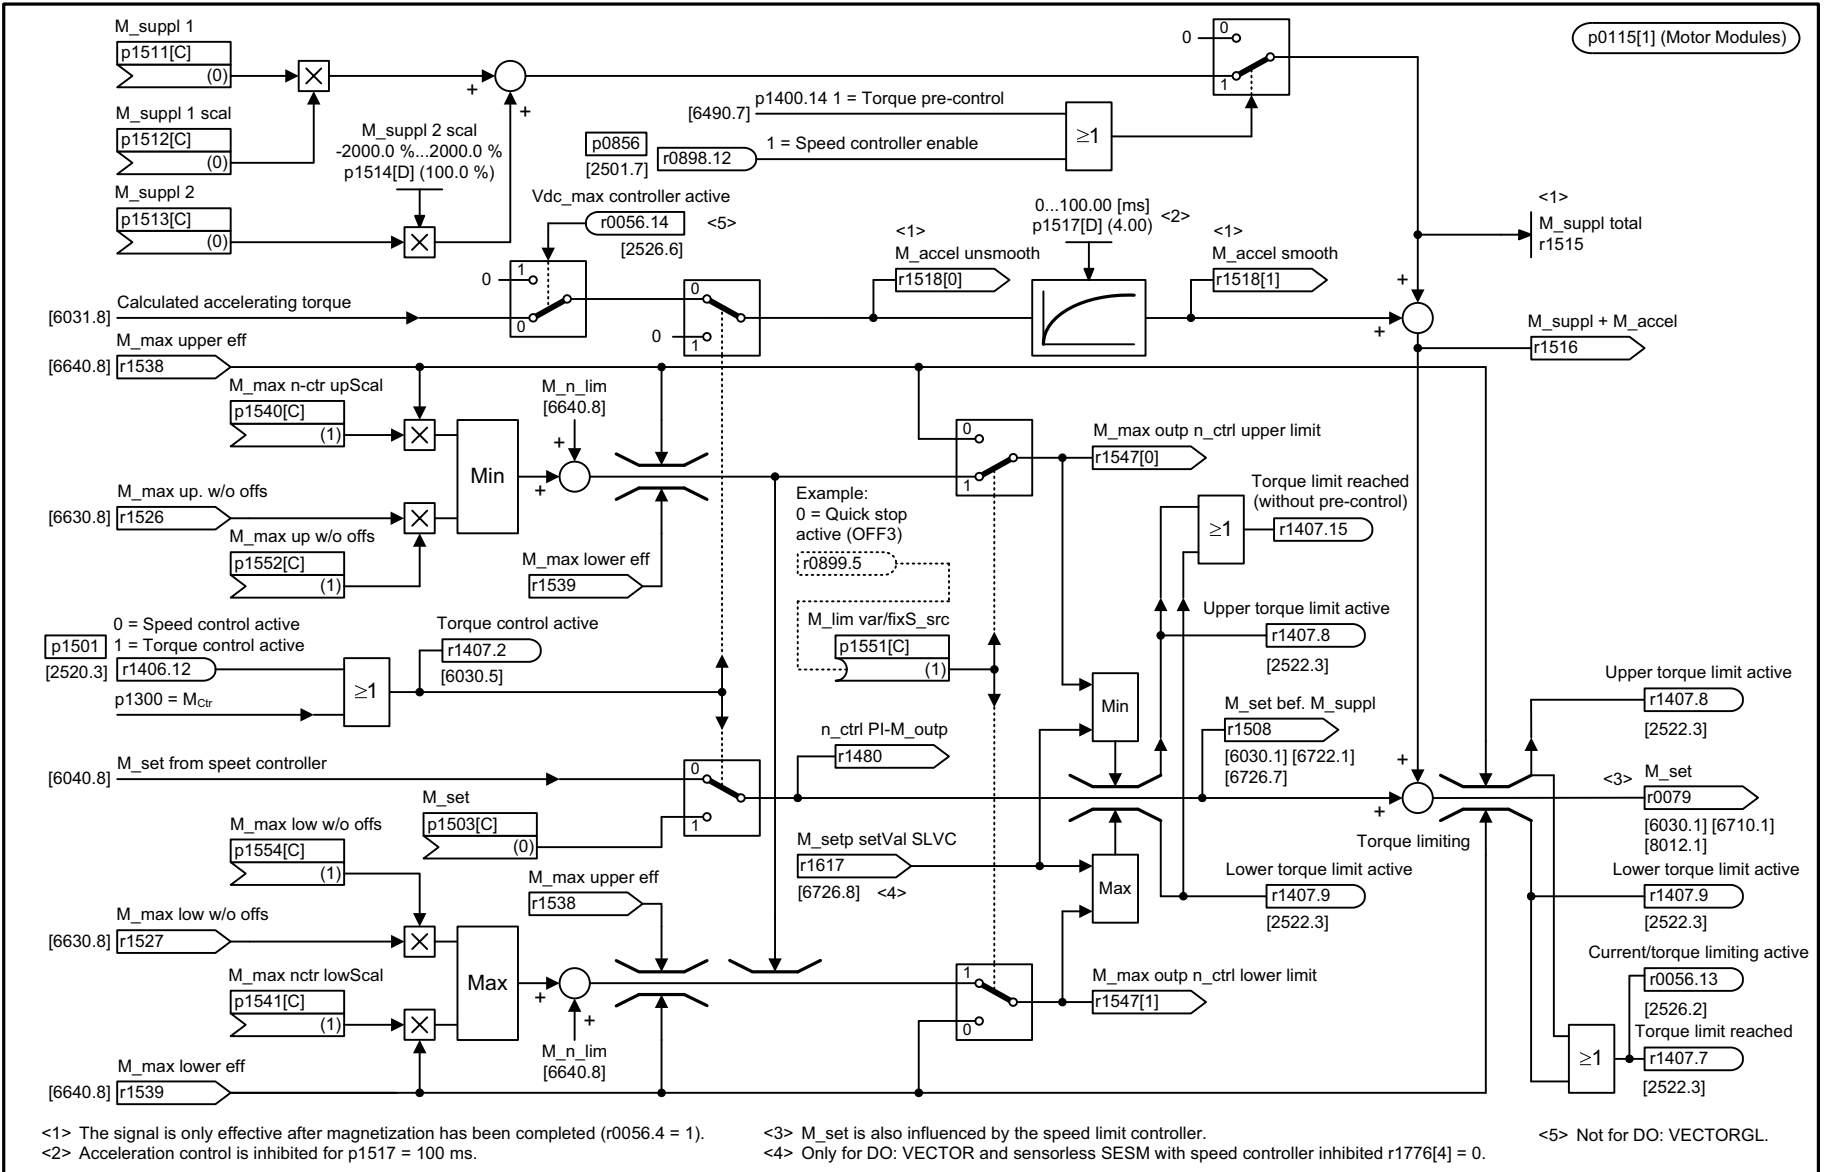 M_suppl 1
p1511[C]
(0)
M_suppl 1 scal
p1512[C]
(0)
M_suppl 2
p1513[C]
(0)
M_suppl 2 scal
-2000.0 %...2000.0 %
p1514[D] (100.0 %)
+
+
0
0
1
p0115[1] (Motor Modules)
p1400.14 1 = Torque pre-control
[6490.7]
p0856
[2501.7]
r0898.12
1 = Speed controller enable
≥1
Vdc_max controller active
r0056.14
<5>
[2526.6]
0
1
0
Calculated accelerating torque
[6031.8]
0
0
1
<1>
M_accel unsmooth
r1518[0]
0...100.00 [ms]
p1517[D] (4.00)
<2>
<1>
M_accel smooth
r1518[1]
<1>
M_suppl total
r1515
+
+
M_suppl + M_accel
r1516
M_max upper eff
[6640.8]
r1538
M_max n-ctr upScal
p1540[C]
(1)
Min
M_n_lim
[6640.8]
+
+
M_max up. w/o offs
[6630.8]
r1526
M_max up w/o offs
p1552[C]
(1)
M_max lower eff
r1539
0
1
M_max outp n_ctrl upper limit
r1547[0]
Example:
0 = Quick stop
active (OFF3)
r0899.5
M_lim var/fixS_src
p1551[C]
(1)
Torque limit reached
(without pre-control)
≥1
r1407.15
Upper torque limit active
r1407.8
[2522.3]
0 = Speed control active
1 = Torque control active
p1501
[2520.3]
r1406.12
p1300 = MCtr
≥1
Torque control active
r1407.2
[6030.5]
Min
M_set bef. M_suppl
r1508
[6030.1] [6722.1]
[6726.7]
Upper torque limit active
r1407.8
[2522.3]
n_ctrl PI-M_outp
r1480
M_set from speet controller
[6040.8]
0
1
M_set
p1503[C]
(0)
+
+
Torque limiting
<3>
M_set
r0079
[6030.1] [6710.1]
[8012.1]
M_max low w/o offs
p1554[C]
(1)
M_setp setVal SLVC
r1617
[6726.8]
<4>
Max
Lower torque limit active
r1407.9
[2522.3]
Lower torque limit active
r1407.9
[2522.3]
M_max upper eff
r1538
M_max low w/o offs
[6630.8]
r1527
M_max nctr lowScal
p1541[C]
(1)
Max
+
+
M_n_lim
[6640.8]
1
0
M_max outp n_ctrl lower limit
r1547[1]
Current/torque limiting active
r0056.13
[2526.2]
Torque limit reached
≥1
r1407.7
[2522.3]
M_max lower eff
[6640.8]
r1539
<1> The signal is only effective after magnetization has been completed (r0056.4 = 1).
<2> Acceleration control is inhibited for p1517 = 100 ms.
<3> M_set is also influenced by the speed limit controller.
<4> Only for DO: VECTOR and sensorless SESM with speed controller inhibited r1776[4] = 0.
<5> Not for DO: VECTORGL.